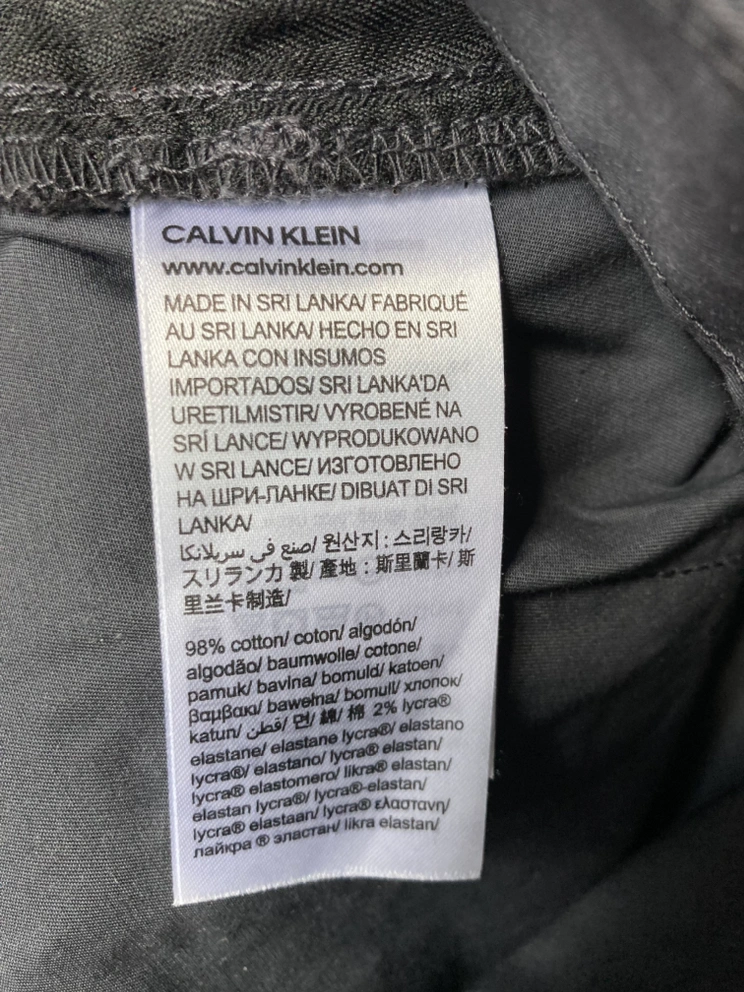 CALVIN KLEIN
www.calvinklein.com
MADE IN SRI LANKA/ FABRIQUÉ
AU SRI LANKA/ HECHO EN SRI
LANKA CON INSUMOS
IMPORTADOS/ SRI LANKA'DA
URETILMISTIR/ VYROBENÉ NA
SRÍ LANCE/ WYPRODUKOWANO
W SRI LANCE/ ИЗГОТОВЛЕНО
НА ШРИ-ЛАНКЕ/ DIBUAT DI SRI
LANKA/
صنع في سريلانكا/ 원산지 : 스리랑카/
スリランカ 製/ 產地 : 斯里蘭卡/ 斯
里兰卡制造/
98% cotton/ coton/ algodón/
algodão/ baumwolle/ cotone/
pamuk/ bavlna/ bomuld/ katoen/
βαμβακι/ bawełna/ bomull/ хлопок/
katun/ قطن/ 면/ 綿/ 棉 2% lycra®
elastane/ elastane lycra®/ elastano
lycra®/ elastano/ lycra® elastan/
lycra® elastomero/ likra® elastan/
elastan lycra®/ lycra®-elastan/
lycra® elastaan/ lycra® ελαστανη/
лайкра ® эластан/ likra elastan/